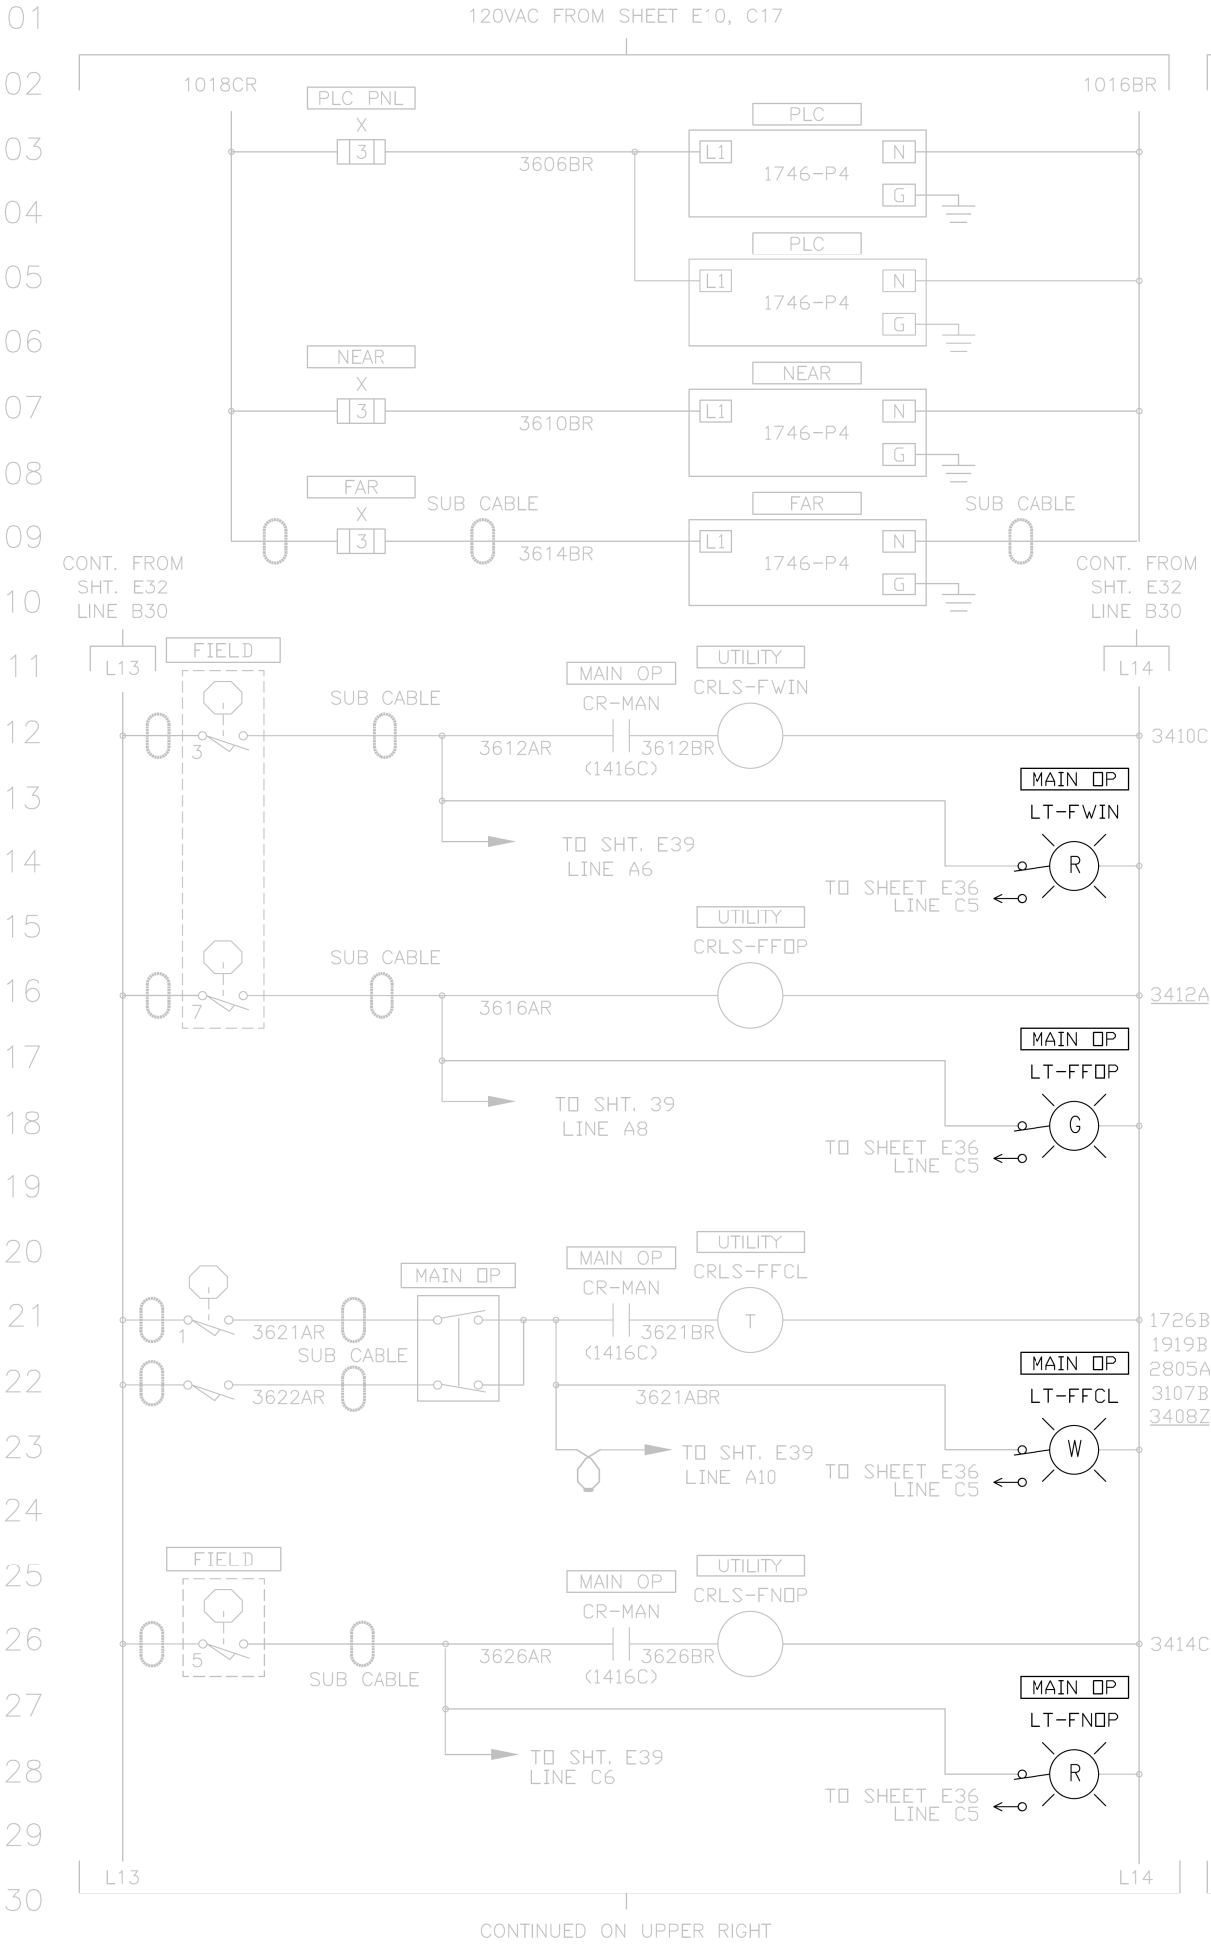 01
120VAC FROM SHEET E10, C17
02
1018CR
1016BR
PLC PNL
X
PLC
03
3
3606BR
L1
1746-P4
N
G
04
PLC
05
L1
1746-P4
N
G
06
NEAR
X
NEAR
07
3
3610BR
L1
1746-P4
N
G
08
FAR
X
SUB CABLE
FAR
SUB CABLE
09
3
3614BR
L1
1746-P4
N
G
CONT. FROM
SHT. E32
LINE B30
CONT. FROM
SHT. E32
LINE B30
10
11
L13
FIELD
MAIN OP
CR-MAN
UTILITY
CRLS-FWIN
L14
12
3
SUB CABLE
3612AR
(1416C)
3612BR
3410C
13
MAIN OP
LT-FWIN
14
TO SHT. E39
LINE A6
R
TO SHEET E36
LINE C5
15
UTILITY
CRLS-FFOP
16
7
SUB CABLE
3616AR
3412A
17
MAIN OP
LT-FFOP
18
TO SHT. 39
LINE A8
G
TO SHEET E36
LINE C5
19
20
MAIN OP
MAIN OP
CR-MAN
UTILITY
CRLS-FFCL
21
1
3621AR
SUB CABLE
(1416C)
3621BR
T
1726B
1919B
2805A
3107B
3408Z
22
3622AR
3621ABR
MAIN OP
LT-FFCL
23
TO SHT. E39
LINE A10
W
TO SHEET E36
LINE C5
24
25
FIELD
MAIN OP
CR-MAN
UTILITY
CRLS-FNOP
26
5
SUB CABLE
3626AR
(1416C)
3626BR
3414C
27
MAIN OP
LT-FNOP
28
TO SHT. E39
LINE C6
R
TO SHEET E36
LINE C5
29
L13
L14
30
CONTINUED ON UPPER RIGHT